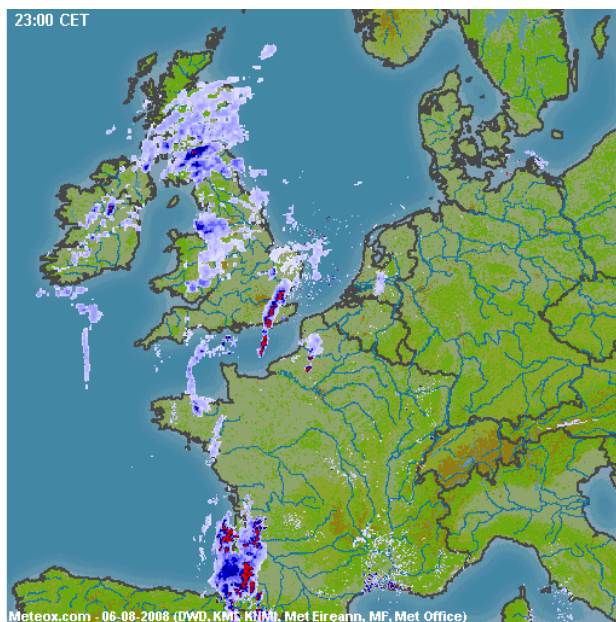 23:00 CET
Meteox.com - 06-08-2008 (DWD, KMI, KNMI, Met Eireann, MF, Met Office)